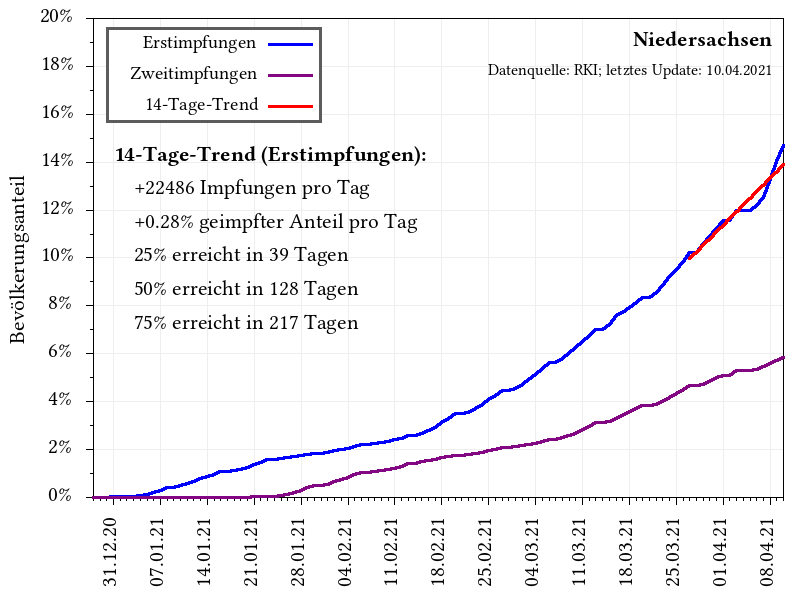 20%
18%
16%
14%
12%
10%
8%
6%
4%
2%
0%
Bevölkerungsanteil
Erstimpfungen
Zweitimpfungen
14-Tage-Trend
Niedersachsen
Datenquelle: RKI; letztes Update: 10.04.2021
14-Tage-Trend (Erstimpfungen):
+22486 Impfungen pro Tag
+0.28% geimpfter Anteil pro Tag
25% erreicht in 39 Tagen
50% erreicht in 128 Tagen
75% erreicht in 217 Tagen
31.12.20
07.01.21
14.01.21
21.01.21
28.01.21
04.02.21
11.02.21
18.02.21
25.02.21
04.03.21
11.03.21
18.03.21
25.03.21
01.04.21
08.04.21